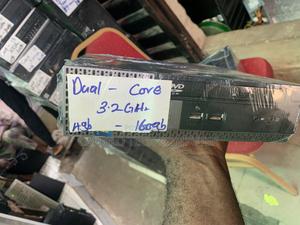 Dual - Core
3.2GHz
4gb - 160gb
DVD